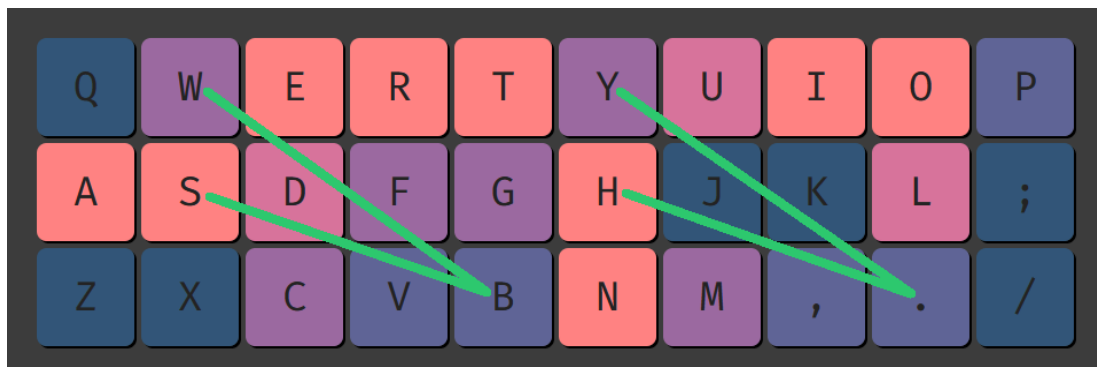 Q W E R T Y U I O P
A S D F G H J K L ;
Z X C V B N M , . /